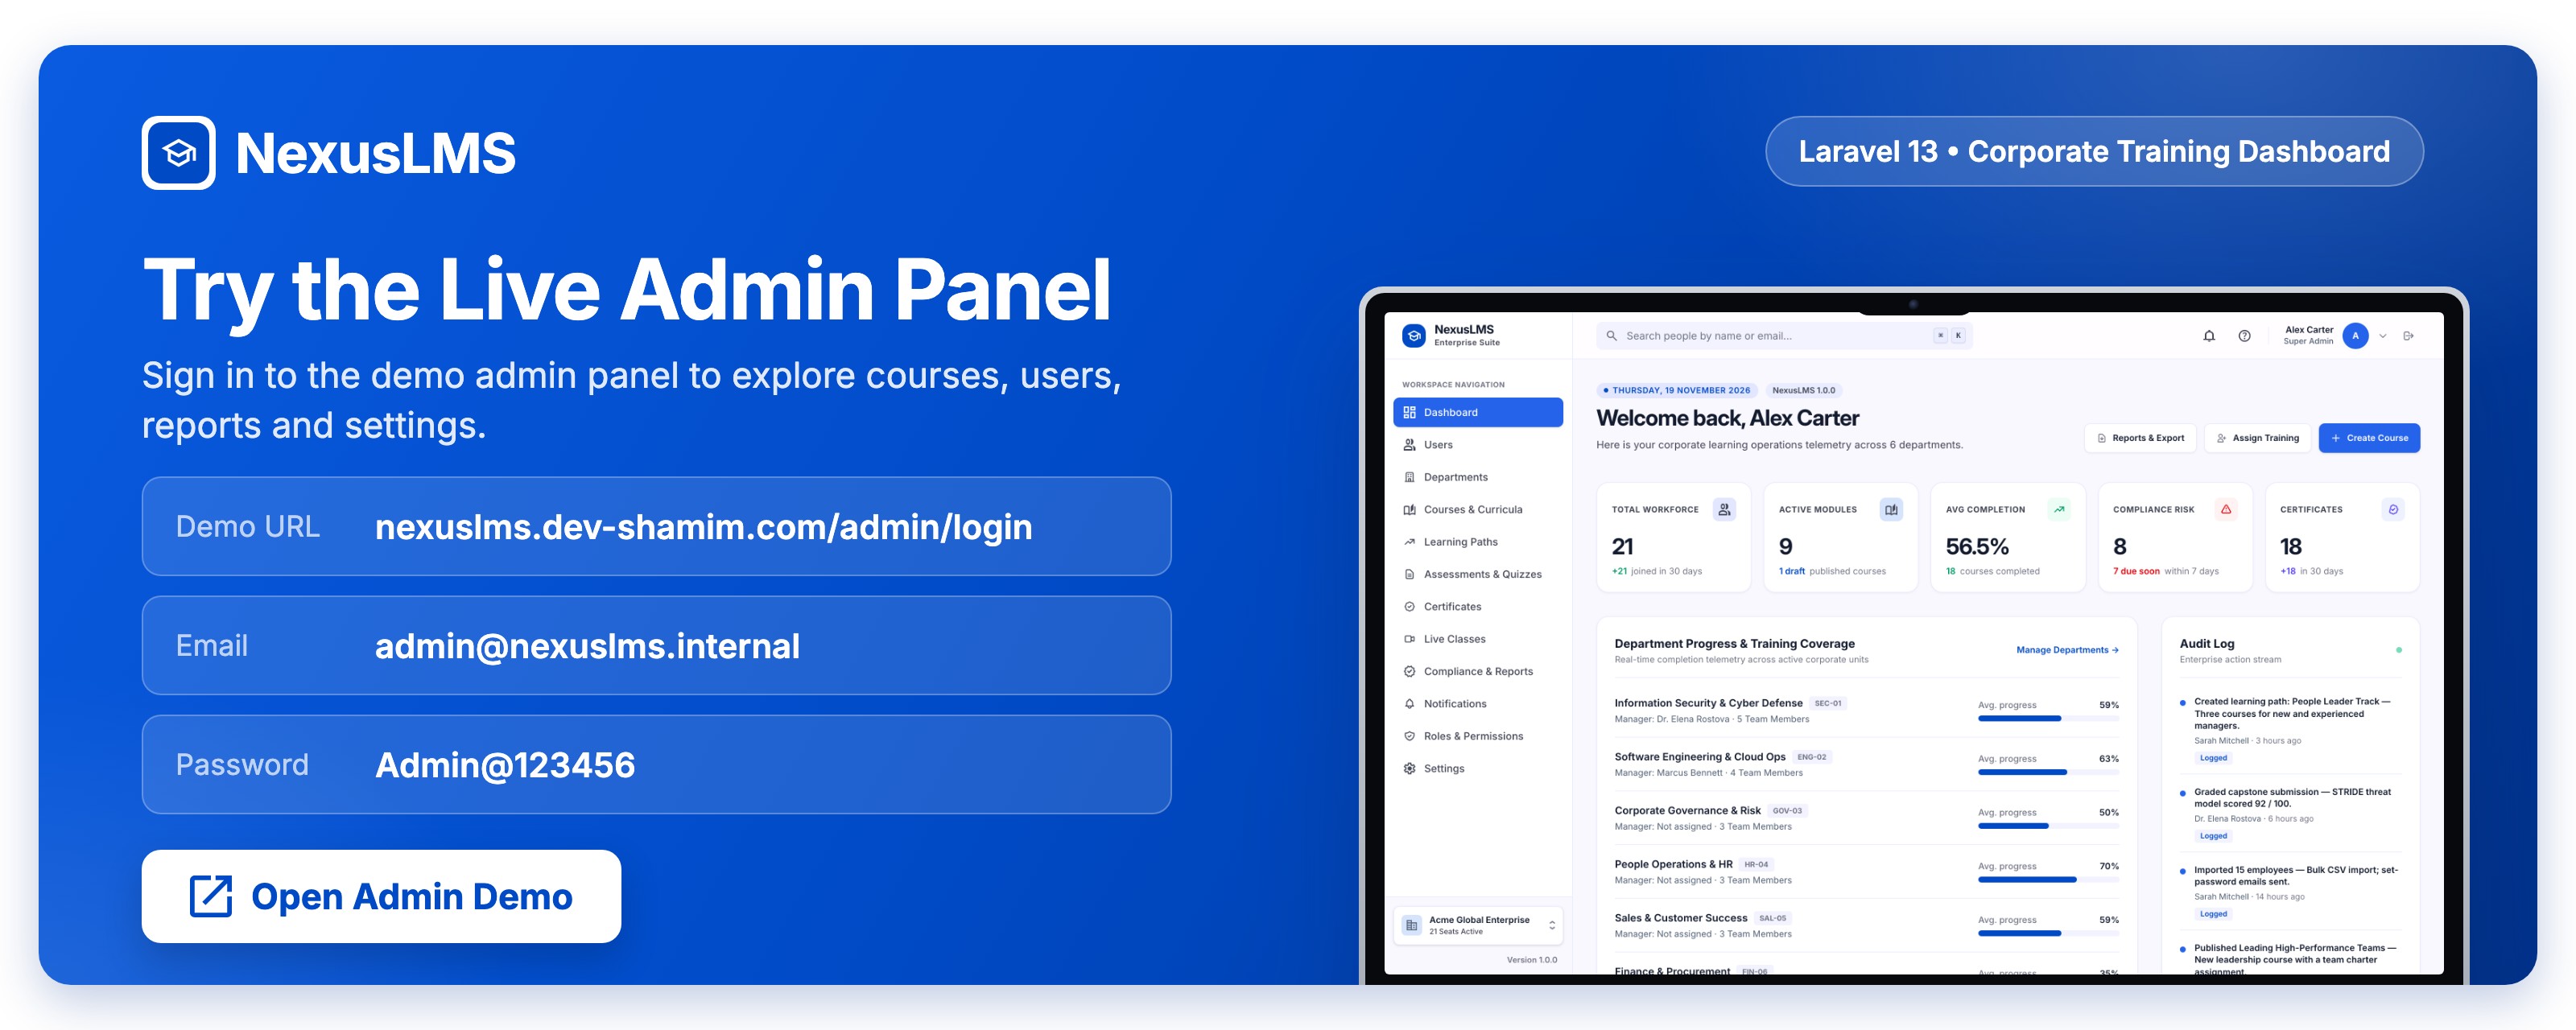 NexusLMS
Laravel 13 • Corporate Training Dashboard
Try the Live Admin Panel
Sign in to the demo admin panel to explore courses, users,
reports and settings.
Demo URL nexuslms.dev-shamim.com/admin/login
Email admin@nexuslms.internal
Password Admin@123456
Open Admin Demo
NexusLMS
Enterprise Suite
WORKSPACE NAVIGATION
Dashboard
Users
Departments
Courses & Curricula
Learning Paths
Assessments & Quizzes
Certificates
Live Classes
Compliance & Reports
Notifications
Roles & Permissions
Settings
Acme Global Enterprise
21 Seats Active
Version 1.0.0
Search people by name or email... ⌘ K
Alex Carter
Super Admin
A
THURSDAY, 19 NOVEMBER 2026 NexusLMS 1.0.0
Welcome back, Alex Carter
Here is your corporate learning operations telemetry across 6 departments.
Reports & Export Assign Training + Create Course
TOTAL WORKFORCE
21
+21 joined in 30 days
ACTIVE MODULES
9
1 draft published courses
AVG COMPLETION
56.5%
18 courses completed
COMPLIANCE RISK
8
7 due soon within 7 days
CERTIFICATES
18
+18 in 30 days
Department Progress & Training Coverage
Real-time completion telemetry across active corporate units
Manage Departments →
Information Security & Cyber Defense SEC-01
Manager: Dr. Elena Rostova · 5 Team Members
Avg. progress 59%
Software Engineering & Cloud Ops ENG-02
Manager: Marcus Bennett · 4 Team Members
Avg. progress 63%
Corporate Governance & Risk GOV-03
Manager: Not assigned · 3 Team Members
Avg. progress 50%
People Operations & HR HR-04
Manager: Not assigned · 3 Team Members
Avg. progress 70%
Sales & Customer Success SAL-05
Manager: Not assigned · 3 Team Members
Avg. progress 59%
Finance & Procurement FIN-06
Avg. progress 35%
Audit Log
Enterprise action stream
Created learning path: People Leader Track —
Three courses for new and experienced
managers.
Sarah Mitchell · 3 hours ago
Logged
Graded capstone submission — STRIDE threat
model scored 92 / 100.
Dr. Elena Rostova · 6 hours ago
Logged
Imported 15 employees — Bulk CSV import; set-
password emails sent.
Sarah Mitchell · 14 hours ago
Logged
Published Leading High-Performance Teams —
New leadership course with a team charter
assignment.